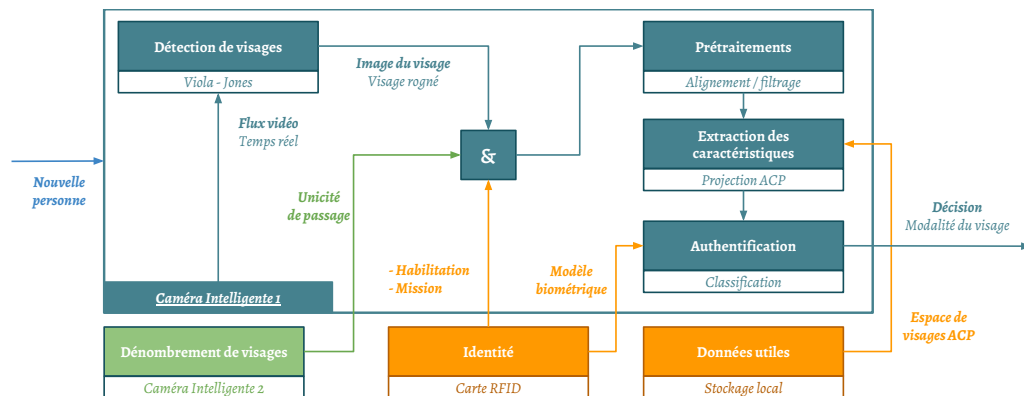 Détection de visages
Viola - Jones
Prétraitements
Alignement / filtrage
Image du visage
Visage rogné
Flux vidéo
Temps réel
&
Extraction des
caractéristiques
Projection ACP
Nouvelle
personne
Unicité
de passage
Décision
Modalité du visage
Authentification
Classification
- Habilitation
- Mission
Modèle
biométrique
Caméra Intelligente 1
Espace de
visages ACP
Dénombrement de visages
Caméra Intelligente 2
Identité
Carte RFID
Données utiles
Stockage local